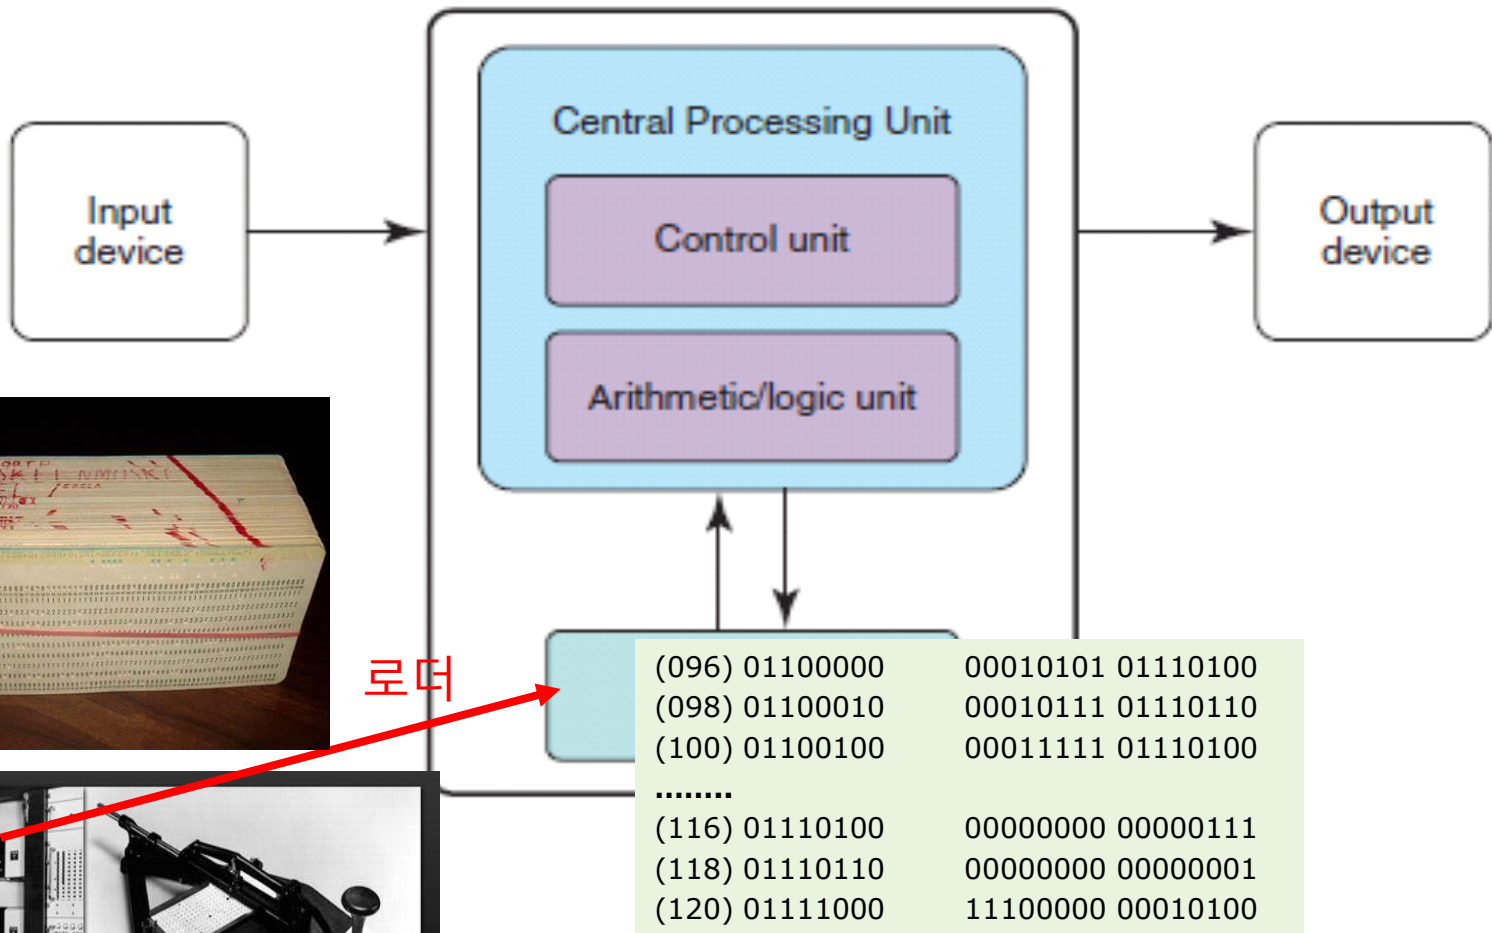 Central Processing Unit
Input
device
Control unit
Output
device
Arithmetic/logic unit
로더
(096) 01100000 00010101 01110100
(098) 01100010 00010111 01110110
(100) 01100100 00011111 01110100
........
(116) 01110100 00000000 00000111
(118) 01110110 00000000 00000001
(120) 01111000 11100000 00010100